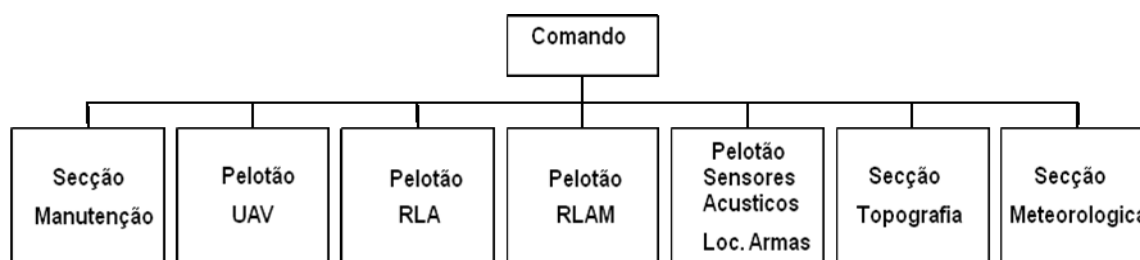 Comando
Secção
Manutenção
Pelotão
UAV
Pelotão
RLA
Pelotão
RLAM
Pelotão
Sensores
Acusticos
Loc. Armas
Secção
Topografia
Secção
Meteorologica